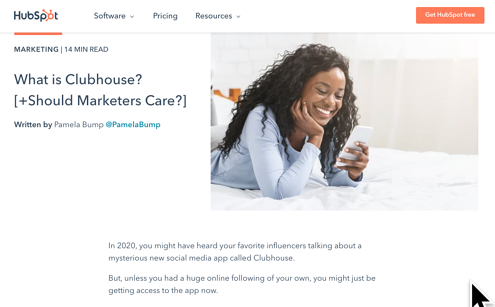 HubSpot
Software
Pricing
Resources
Get HubSpot free
MARKETING | 14 MIN READ
What is Clubhouse?
[+Should Marketers Care?]
Written by Pamela Bump @PamelaBump
In 2020, you might have heard your favorite influencers talking about a
mysterious new social media app called Clubhouse.
But, unless you had a huge online following of your own, you might just be
getting access to the app now.